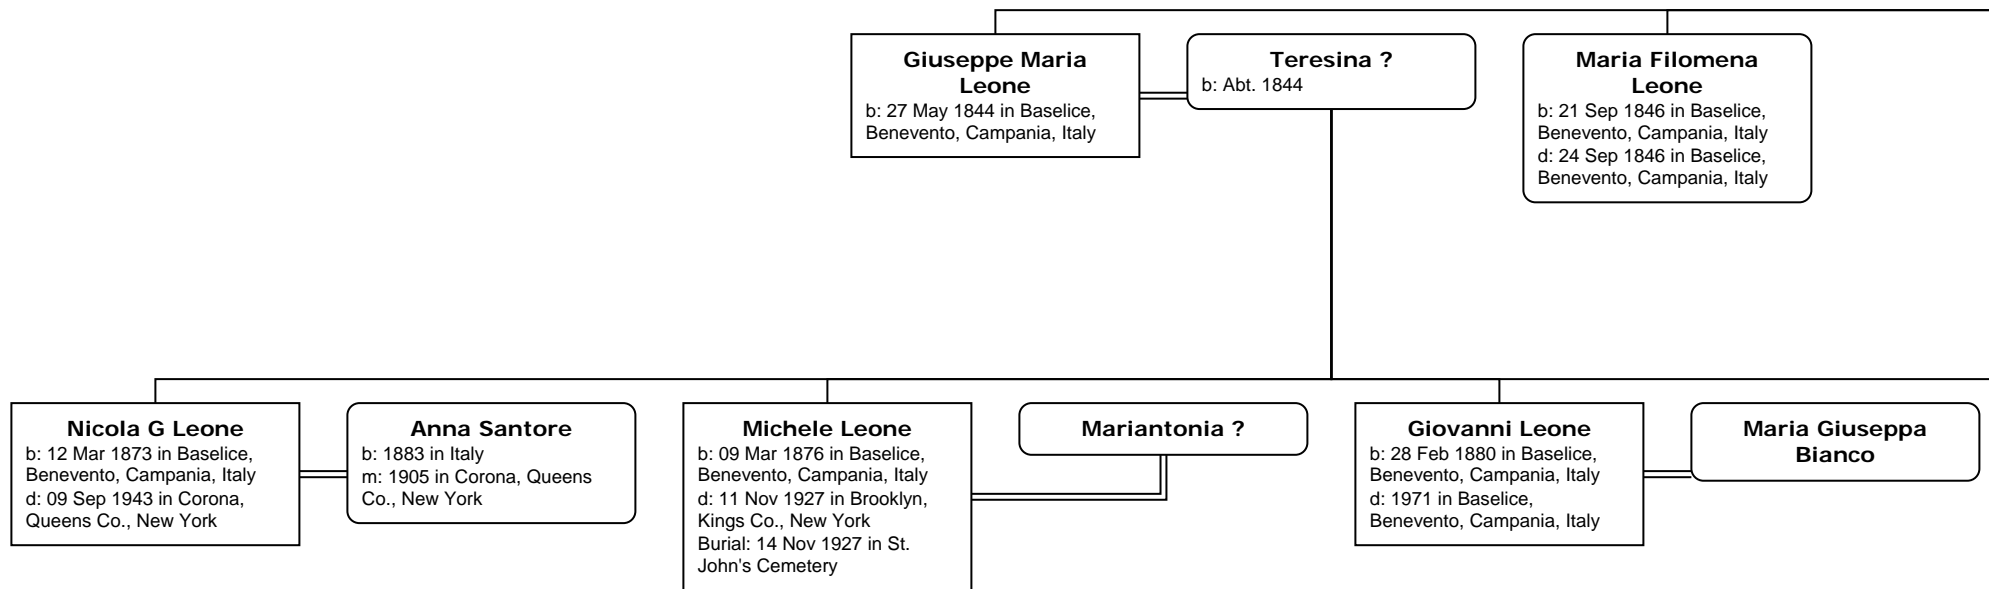 Giuseppe Maria
Leone
b: 27 May 1844 in Baselice,
Benevento, Campania, Italy
Teresina ?
b: Abt. 1844
Maria Filomena
Leone
b: 21 Sep 1846 in Baselice,
Benevento, Campania, Italy
d: 24 Sep 1846 in Baselice,
Benevento, Campania, Italy
Nicola G Leone
b: 12 Mar 1873 in Baselice,
Benevento, Campania, Italy
d: 09 Sep 1943 in Corona,
Queens Co., New York
Anna Santore
b: 1883 in Italy
m: 1905 in Corona, Queens
Co., New York
Michele Leone
b: 09 Mar 1876 in Baselice,
Benevento, Campania, Italy
d: 11 Nov 1927 in Brooklyn,
Kings Co., New York
Burial: 14 Nov 1927 in St.
John's Cemetery
Mariantonia ?
Giovanni Leone
b: 28 Feb 1880 in Baselice,
Benevento, Campania, Italy
d: 1971 in Baselice,
Benevento, Campania, Italy
Maria Giuseppa
Bianco